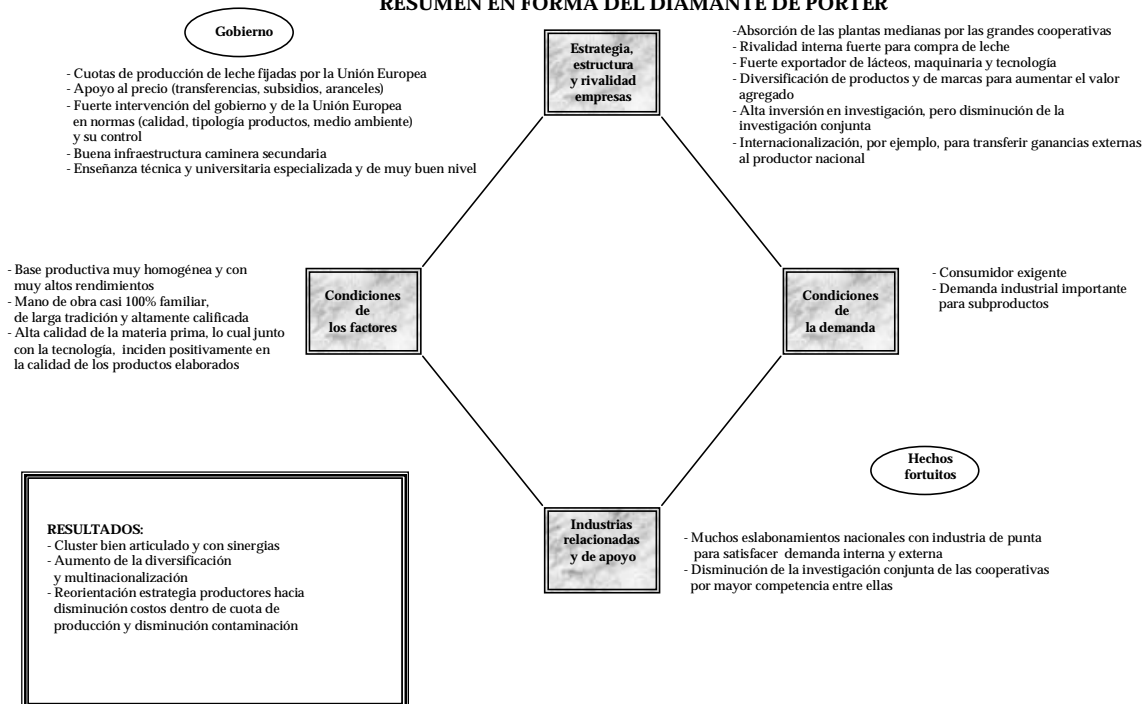 RESUMEN EN FORMA DEL DIAMANTE DE PORTER
Gobierno
- Cuotas de producción de leche fijadas por la Unión Europea
- Apoyo al precio (transferencias, subsidios, aranceles)
- Fuerte intervención del gobierno y de la Unión Europea
en normas (calidad, tipología productos, medio ambiente)
y su control
- Buena infraestructura caminera secundaria
- Enseñanza técnica y universitaria especializada y de muy buen nivel
Estrategia,
estructura
y rivalidad
empresas
-Absorción de las plantas medianas por las grandes cooperativas
- Rivalidad interna fuerte para compra de leche
- Fuerte exportador de lácteos, maquinaria y tecnología
- Diversificación de productos y de marcas para aumentar el valor
agregado
- Alta inversión en investigación, pero disminución de la
investigación conjunta
- Internacionalización, por ejemplo, para transferir ganancias externas
al productor nacional
- Base productiva muy homogénea y con
muy altos rendimientos
- Mano de obra casi 100% familiar,
de larga tradición y altamente calificada
- Alta calidad de la materia prima, lo cual junto
con la tecnología, inciden positivamente en
la calidad de los productos elaborados
Condiciones
de
los factores
Condiciones
de
la demanda
- Consumidor exigente
- Demanda industrial importante
para subproductos
Hechos
fortuitos
Industrias
relacionadas
y de apoyo
- Muchos eslabonamientos nacionales con industria de punta
para satisfacer demanda interna y externa
- Disminución de la investigación conjunta de las cooperativas
por mayor competencia entre ellas
RESULTADOS:
- Cluster bien articulado y con sinergias
- Aumento de la diversificación
y multinacionalización
- Reorientación estrategia productores hacia
disminución costos dentro de cuota de
producción y disminución contaminación